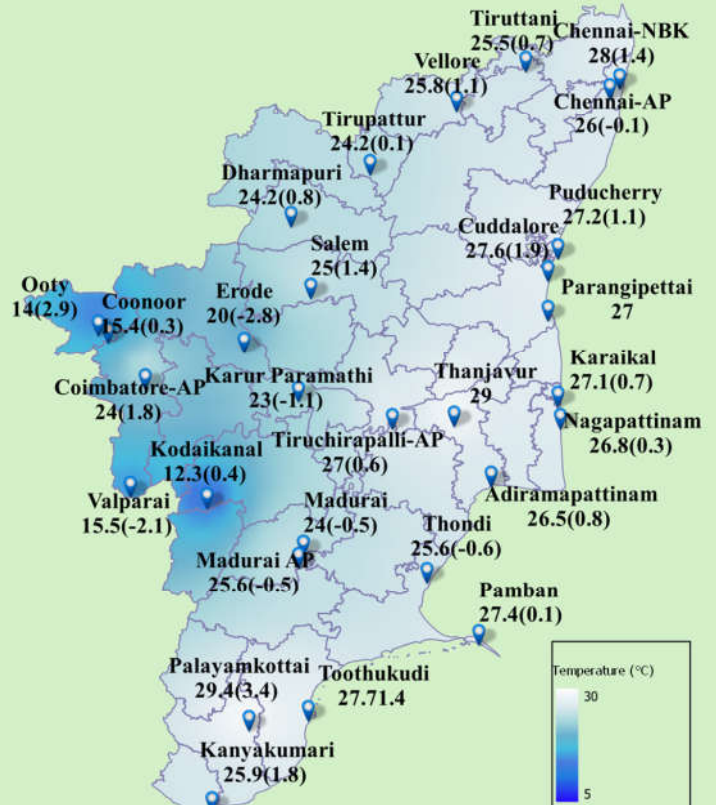 Tiruttani
25.5(0.7)
Chennai-NBK
28(1.4)
Vellore
25.8(1.1)
Chennai-AP
26(-0.1)
Tirupattur
24.2(0.1)
Dharmapuri
24.2(0.8)
Puducherry
27.2(1.1)
Cuddalore
27.6(1.9)
Salem
25(1.4)
Ooty
14(2.9)
Coonoor
15.4(0.3)
Erode
20(-2.8)
Parangipettai
27
Karaikal
27.1(0.7)
Thanjavur
29
Coimbatore-AP
24(1.8)
Karur Paramathi
23(-1.1)
Nagapattinam
26.8(0.3)
Tiruchirapalli-AP
27(0.6)
Kodaikanal
12.3(0.4)
Valparai
15.5(-2.1)
Adiramapattinam
26.5(0.8)
Madurai
24(-0.5)
Thondi
25.6(-0.6)
Madurai AP
25.6(-0.5)
Pamban
27.4(0.1)
Palayamkottai
29.4(3.4)
Toothukudi
27.71.4
Kanyakumari
25.9(1.8)
Temperature (°C)
30
5